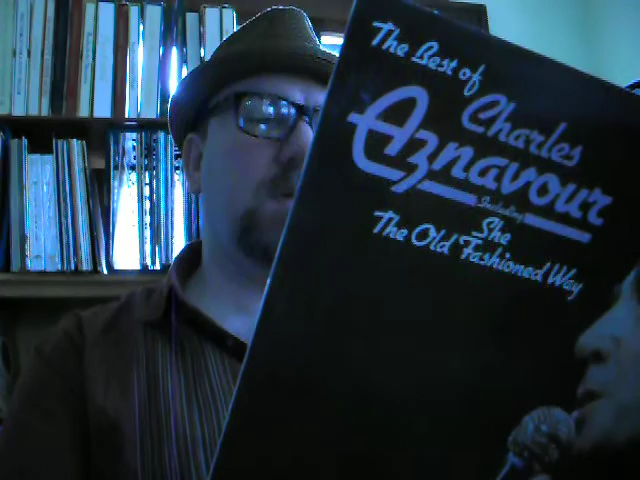 The Best of
Charles
Aznavour
Including
She
The Old Fashioned Way